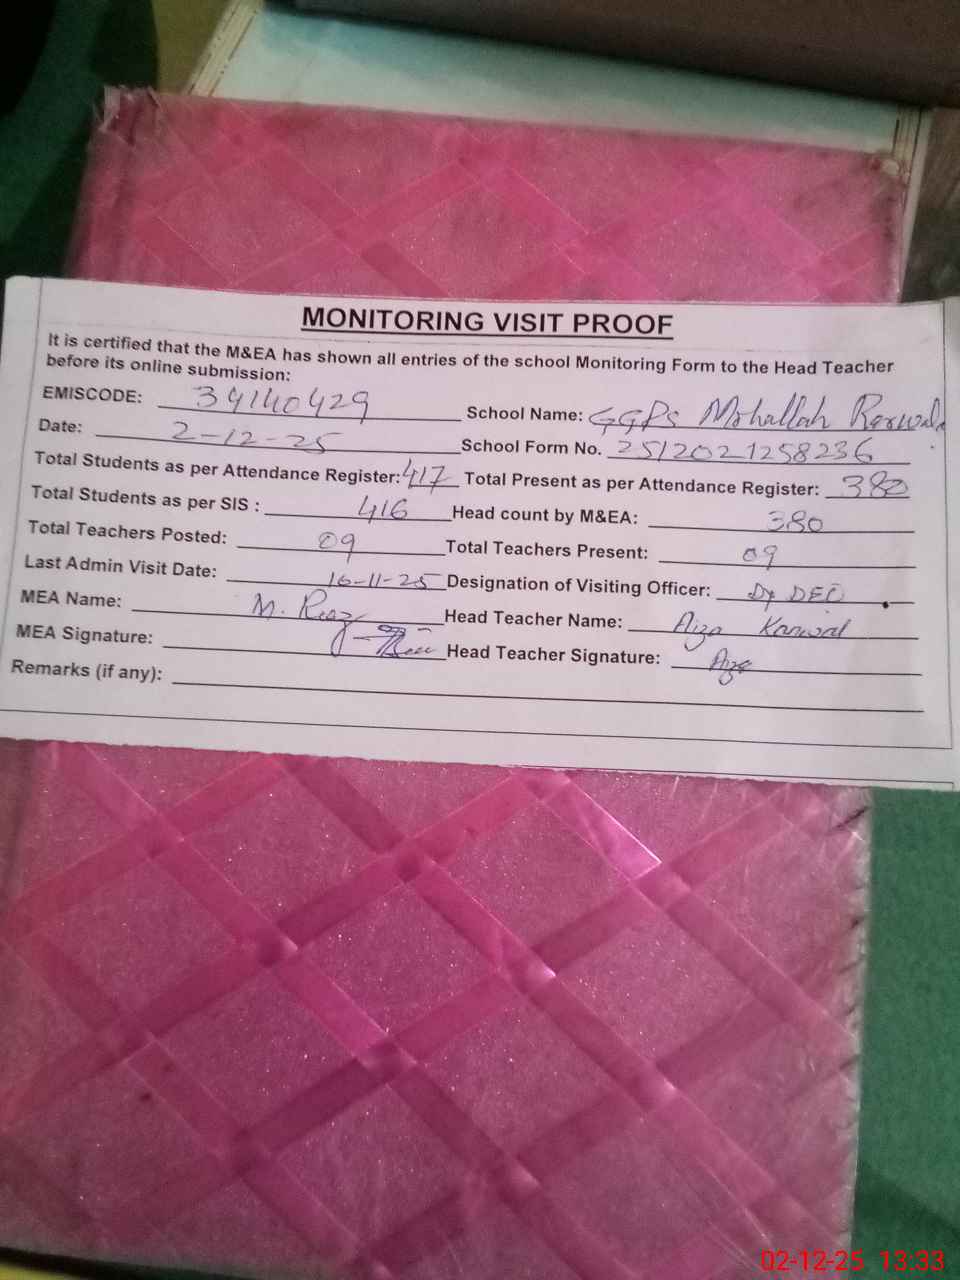 MONITORING VISIT PROOF
It is certified that the M&EA has shown all entries of the school Monitoring Form to the Head Teacher
before its online submission:
EMISCODE: 34140429 School Name: GGPS Mohallah
Date: 2-12-25 School Form No. 2512021258236
Total Students as per Attendance Register: 417 Total Present as per Attendance Register: 380
Total Students as per SIS : 416 Head count by M&EA: 380
Total Teachers Posted: 09 Total Teachers Present: 09
Last Admin Visit Date: 16-11-25 Designation of Visiting Officer: Dy DEO
MEA Name: M. Riaz Head Teacher Name: Aiza Kanwal
MEA Signature: Head Teacher Signature: Aiza
Remarks (if any):
02-12-25 13:33